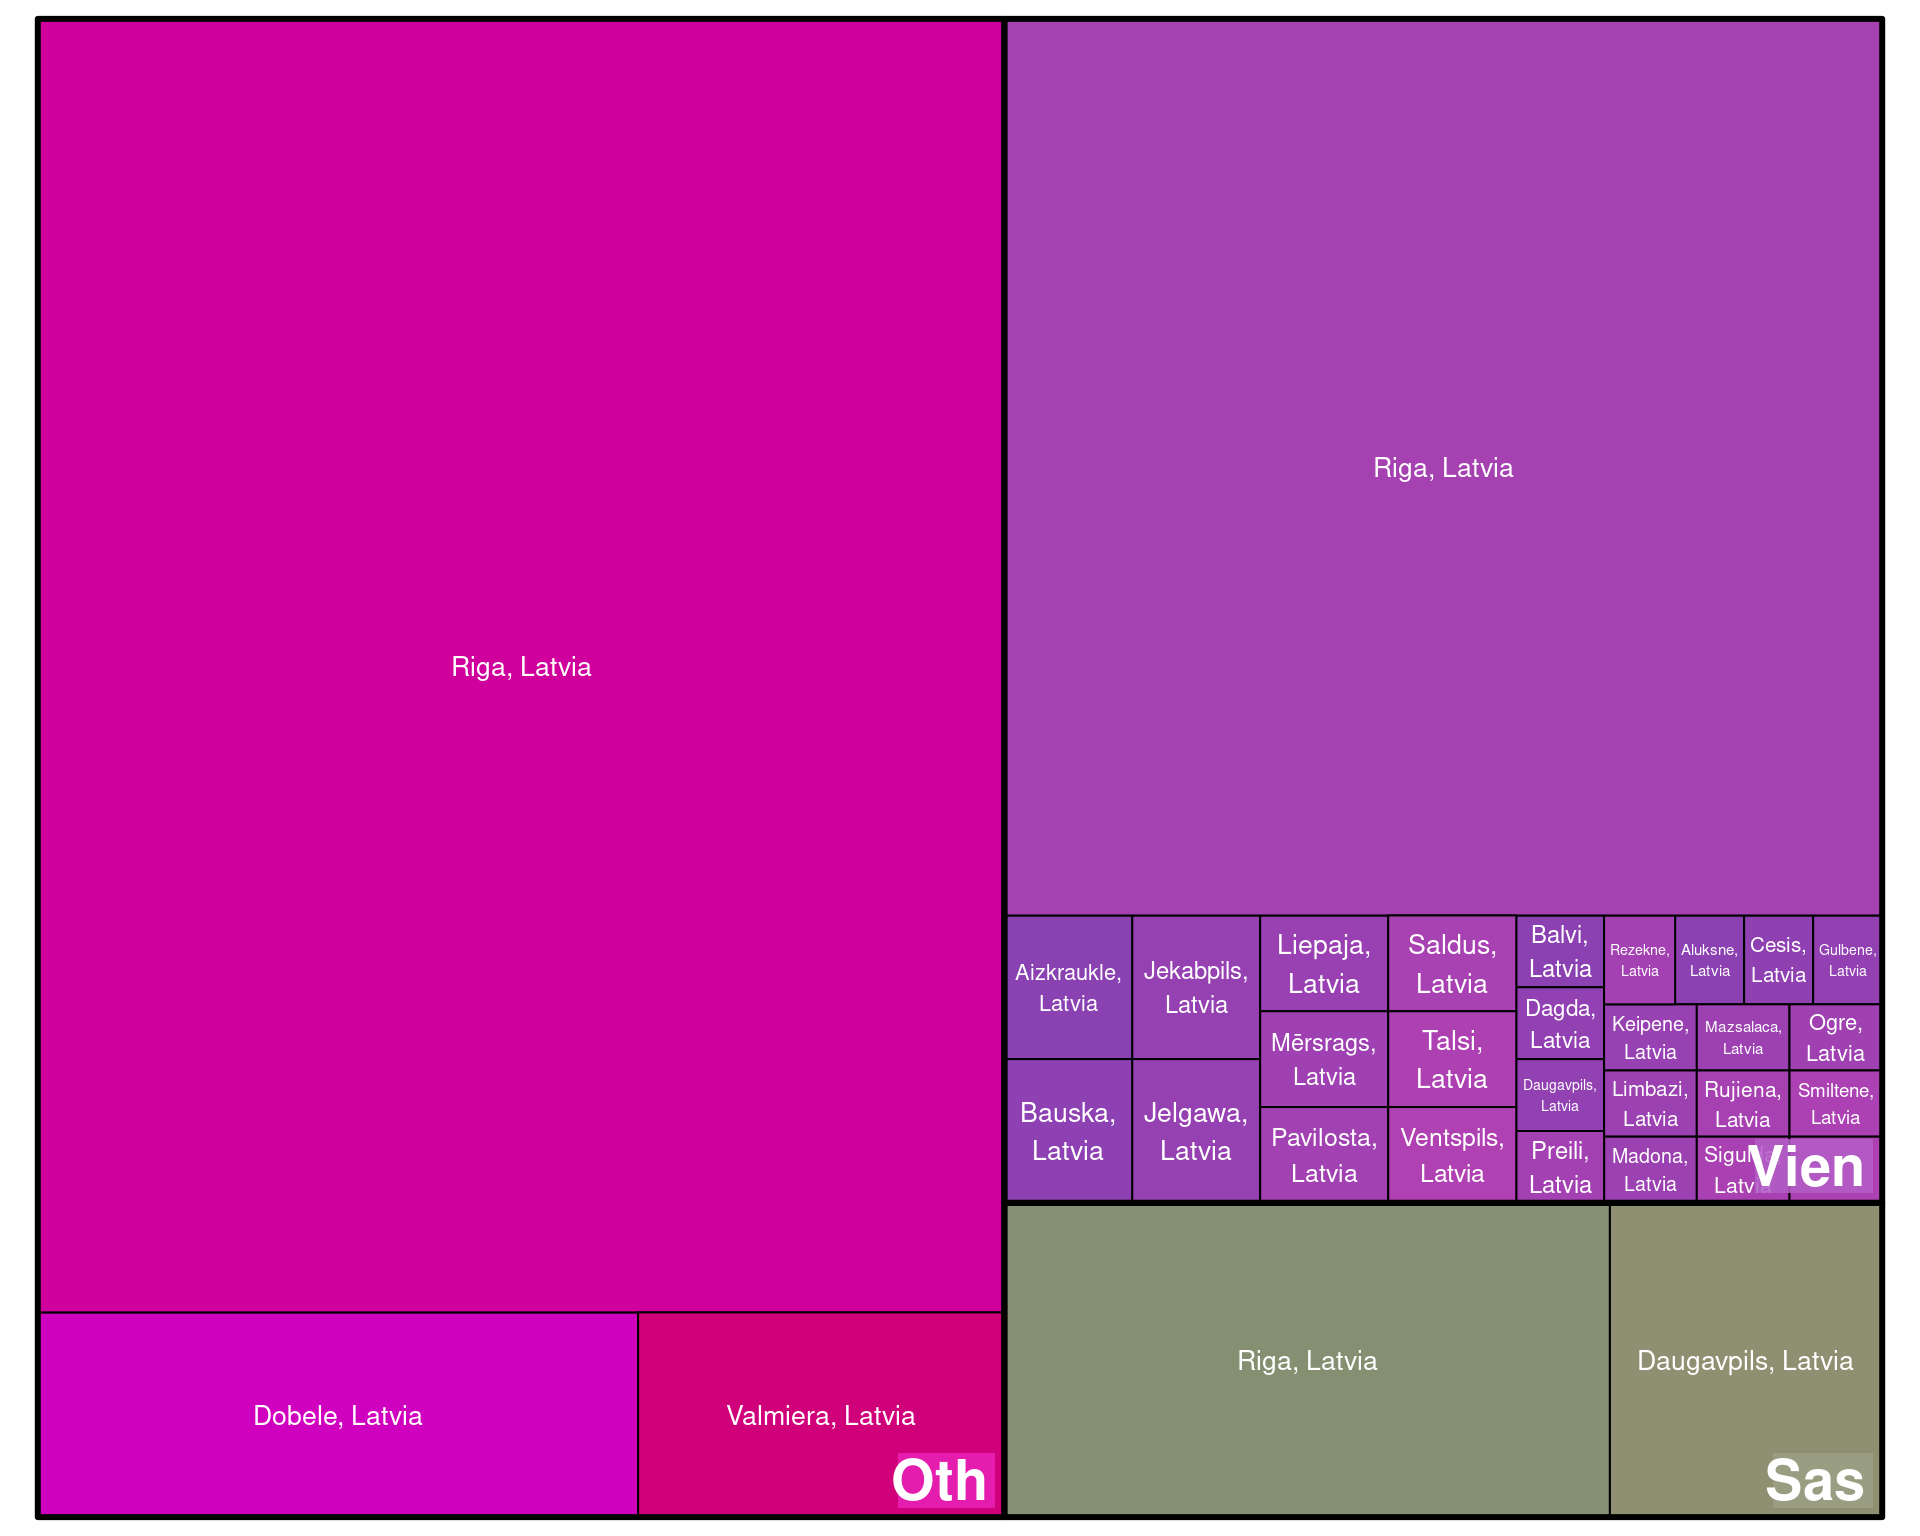 Riga, Latvia
Dobele, Latvia
Valmiera, Latvia
Oth
Riga, Latvia
Aizkraukle,
Latvia
Bauska,
Latvia
Jekabpils,
Latvia
Jelgawa,
Latvia
Liepaja,
Latvia
Mērsrags,
Latvia
Pavilosta,
Latvia
Saldus,
Latvia
Talsi,
Latvia
Ventspils,
Latvia
Balvi,
Latvia
Dagda,
Latvia
Daugavpils,
Latvia
Preili,
Latvia
Rezekne,
Latvia
Aluksne,
Latvia
Cesis,
Latvia
Gulbene,
Latvia
Keipene,
Latvia
Limbazi,
Latvia
Madona,
Latvia
Mazsalaca,
Latvia
Rujiena,
Latvia
Ogre,
Latvia
Smiltene,
Latvia
Vien
Riga, Latvia
Daugavpils, Latvia
Sas